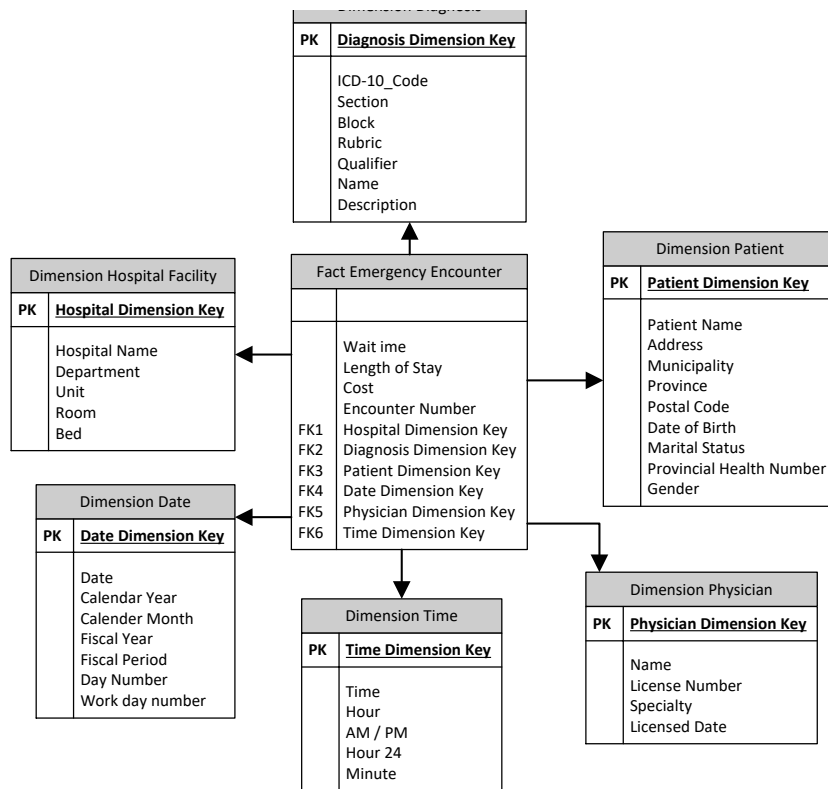 Dimension Diagnosis
PK Diagnosis Dimension Key
ICD-10_Code
Section
Block
Rubric
Qualifier
Name
Description
Dimension Hospital Facility
PK Hospital Dimension Key
Hospital Name
Department
Unit
Room
Bed
Fact Emergency Encounter
Wait ime
Length of Stay
Cost
Encounter Number
FK1 Hospital Dimension Key
FK2 Diagnosis Dimension Key
FK3 Patient Dimension Key
FK4 Date Dimension Key
FK5 Physician Dimension Key
FK6 Time Dimension Key
Dimension Patient
PK Patient Dimension Key
Patient Name
Address
Municipality
Province
Postal Code
Date of Birth
Marital Status
Provincial Health Number
Gender
Dimension Date
PK Date Dimension Key
Date
Calendar Year
Calender Month
Fiscal Year
Fiscal Period
Day Number
Work day number
Dimension Time
PK Time Dimension Key
Time
Hour
AM / PM
Hour 24
Minute
Dimension Physician
PK Physician Dimension Key
Name
License Number
Specialty
Licensed Date